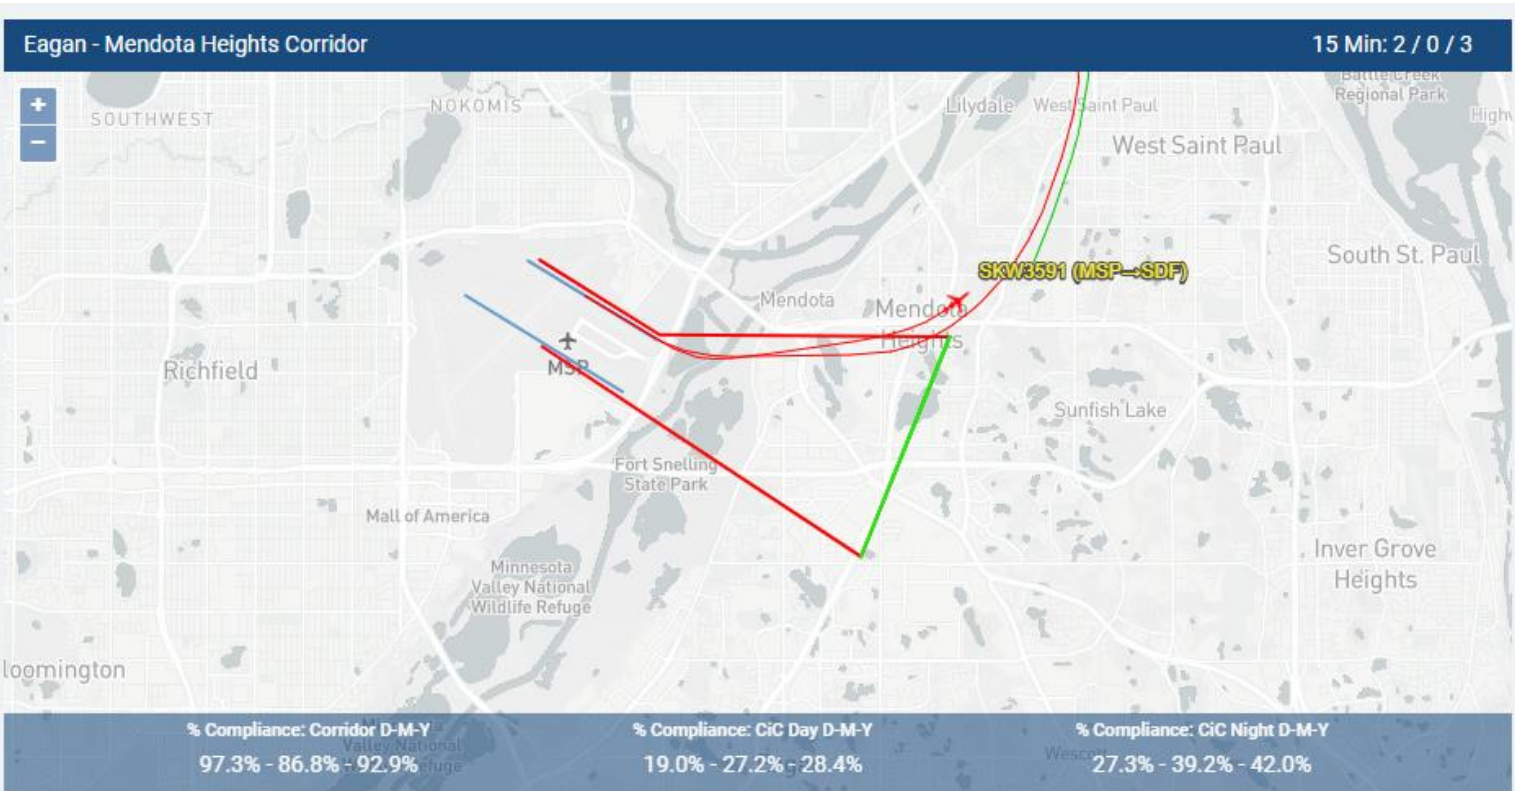 Eagan - Mendota Heights Corridor
15 Min: 2 / 0 / 3
+
−
SOUTHWEST
NOKOMIS
Lilydale
West Saint Paul
Battle Creek
Regional Park
West Saint Paul
South St. Paul
SKW3591 (MSP→SDF)
Mendota
Mendota
Heights
MSP
Richfield
Sunfish Lake
Fort Snelling
State Park
Mall of America
Inver Grove
Heights
Minnesota
Valley National
Wildlife Refuge
loomington
% Compliance: Corridor D-M-Y
97.3% - 86.8% - 92.9%
Valley National
% Compliance: CiC Day D-M-Y
19.0% - 27.2% - 28.4%
% Compliance: CiC Night D-M-Y
27.3% - 39.2% - 42.0%
Wescott